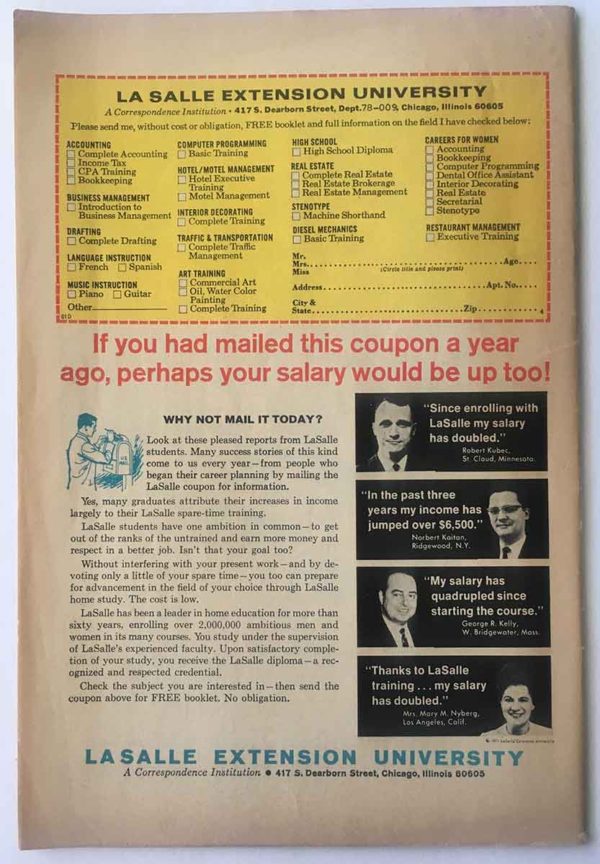 LA SALLE EXTENSION UNIVERSITY
A Correspondence Institution • 417 S. Dearborn Street, Dept. 78-009, Chicago, Illinois 60605
Please send me, without cost or obligation, FREE booklet and full information on the field I have checked below:
ACCOUNTING
Complete Accounting
Income Tax
CPA Training
Bookkeeping
BUSINESS MANAGEMENT
Introduction to
Business Management
DRAFTING
Complete Drafting
LANGUAGE INSTRUCTION
French Spanish
MUSIC INSTRUCTION
Piano Guitar
Other
COMPUTER PROGRAMMING
Basic Training
HOTEL/MOTEL MANAGEMENT
Hotel Executive
Training
Motel Management
INTERIOR DECORATING
Complete Training
TRAFFIC & TRANSPORTATION
Complete Traffic
Management
ART TRAINING
Commercial Art
Oil, Water Color
Painting
Complete Training
HIGH SCHOOL
High School Diploma
REAL ESTATE
Complete Real Estate
Real Estate Brokerage
Real Estate Management
STENOTYPE
Machine Shorthand
DIESEL MECHANICS
Basic Training
CAREERS FOR WOMEN
Accounting
Bookkeeping
Computer Programming
Dental Office Assistant
Interior Decorating
Real Estate
Secretarial
Stenotype
RESTAURANT MANAGEMENT
Executive Training
Mr.
Mrs. Age
Miss (Circle title and please print)
Address Apt. No.
City &
State Zip
4
If you had mailed this coupon a year
ago, perhaps your salary would be up too!
WHY NOT MAIL IT TODAY?
Look at these pleased reports from LaSalle
students. Many success stories of this kind
come to us every year—from people who
began their career planning by mailing the
LaSalle coupon for information.
Yes, many graduates attribute their increases in income
largely to their LaSalle spare-time training.
LaSalle students have one ambition in common—to get
out of the ranks of the untrained and earn more money and
respect in a better job. Isn't that your goal too?
Without interfering with your present work—and by de-
voting only a little of your spare time—you too can prepare
for advancement in the field of your choice through LaSalle
home study. The cost is low.
LaSalle has been a leader in home education for more than
sixty years, enrolling over 2,000,000 ambitious men and
women in its many courses. You study under the supervision
of LaSalle's experienced faculty. Upon satisfactory comple-
tion of your study, you receive the LaSalle diploma—a rec-
ognized and respected credential.
Check the subject you are interested in—then send the
coupon above for FREE booklet. No obligation.
"Since enrolling with
LaSalle my salary
has doubled."
Robert Kubec,
St. Cloud, Minnesota
"In the past three
years my income has
jumped over $6,500."
Norbert Kaitan,
Ridgewood, N.Y.
"My salary has
quadrupled since
starting the course."
George R. Kelly,
W. Bridgewater, Mass.
"Thanks to LaSalle
training . . . my salary
has doubled."
Mrs. Mary M. Nyberg,
Los Angeles, Calif.
LA SALLE EXTENSION UNIVERSITY
A Correspondence Institution • 417 S. Dearborn Street, Chicago, Illinois 60605